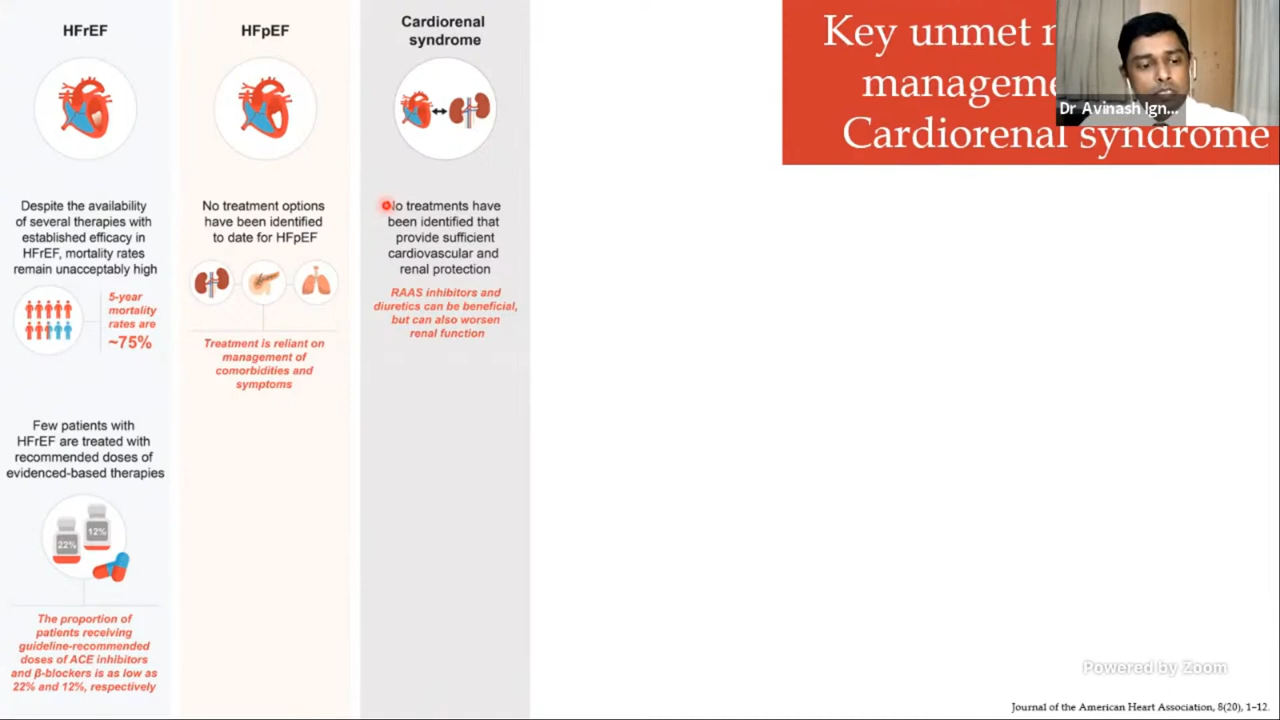 HFrEF
Despite the availability
of several therapies with
established efficacy in
HFrEF, mortality rates
remain unacceptably high
5-year
mortality
rates are
~75%
Few patients with
HFrEF are treated with
recommended doses of
evidenced-based therapies
22%
12%
The proportion of
patients receiving
guideline-recommended
doses of ACE inhibitors
and β-blockers is as low as
22% and 12%, respectively
HFpEF
No treatment options
have been identified
to date for HFpEF
Treatment is reliant on
management of
comorbidities and
symptoms
Cardiorenal
syndrome
No treatments have
been identified that
provide sufficient
cardiovascular and
renal protection
RAAS inhibitors and
diuretics can be beneficial,
but can also worsen
renal function
Key unmet
Cardiorenal syndrome
Dr Avinash Ign...
Powered by Zoom
Journal of the American Heart Association, 8(20), 1–12.